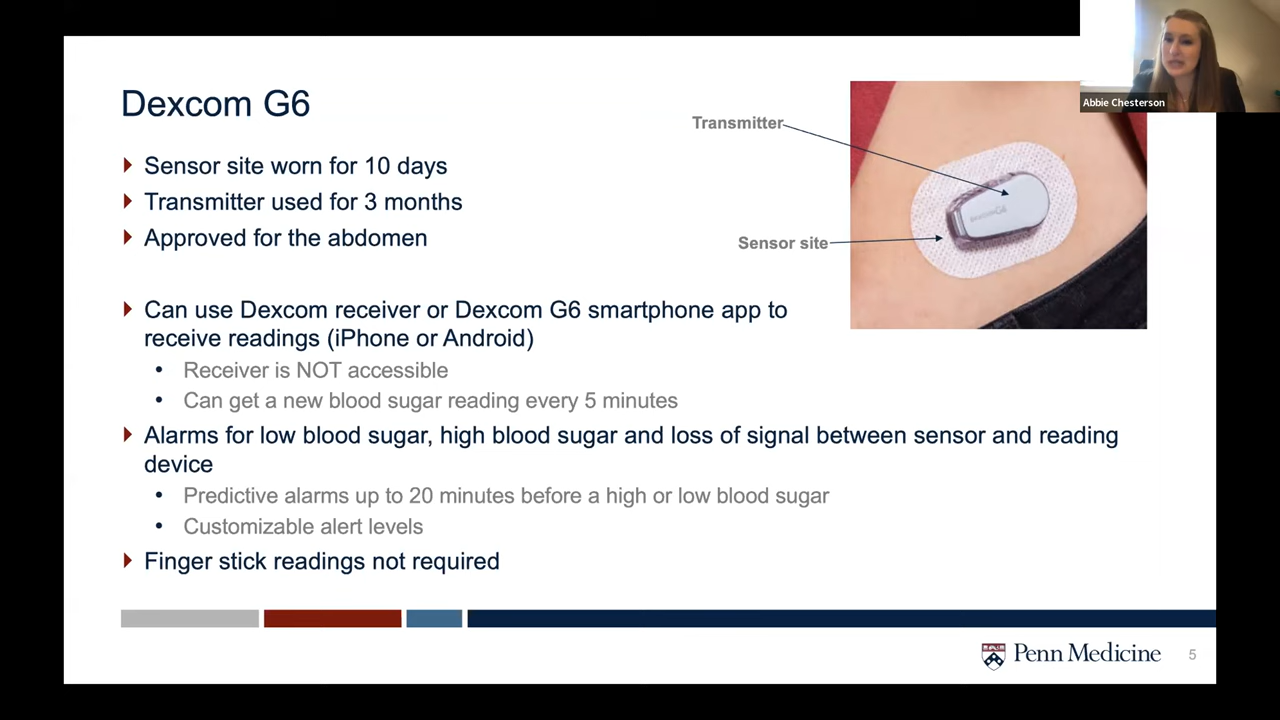 Abbie Chesterson
Dexcom G6
Transmitter
Sensor site worn for 10 days
Transmitter used for 3 months
Approved for the abdomen
Sensor site
Can use Dexcom receiver or Dexcom G6 smartphone app to
receive readings (iPhone or Android)
Receiver is NOT accessible
Can get a new blood sugar reading every 5 minutes
Alarms for low blood sugar, high blood sugar and loss of signal between sensor and reading
device
Predictive alarms up to 20 minutes before a high or low blood sugar
Customizable alert levels
Finger stick readings not required
Penn Medicine
5